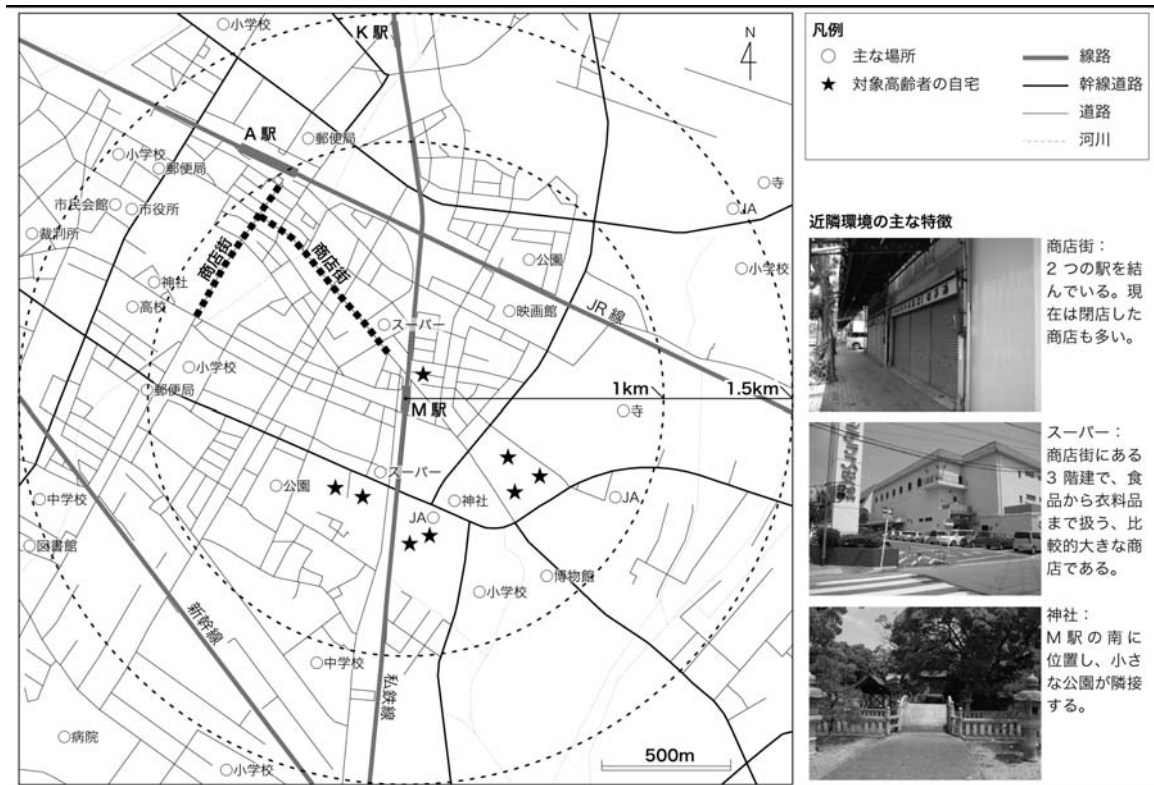 小学校
K 駅
N
A 駅
郵便局
小学校
郵便局
寺
市民会館
市役所
JA
裁判所
商店街
商店街
公園
小学校
神社
高校
映画館
JR 線
スーパー
小学校
郵便局
1km
1.5km
M 駅
寺
スーパー
公園
神社
JA
中学校
JA
図書館
博物館
小学校
新幹線
中学校
私鉄線
病院
小学校
500m
凡例
主な場所
対象高齢者の自宅
線路
幹線道路
道路
河川
近隣環境の主な特徴
商店街：
2 つの駅を結
んでいる。現
在は閉店した
商店も多い。
スーパー：
商店街にある
3 階建で、食
品から衣料品
まで扱う、比
較的大きな商
店である。
神社：
M 駅 の 南 に
位置し、小さ
な公園が隣接
する。